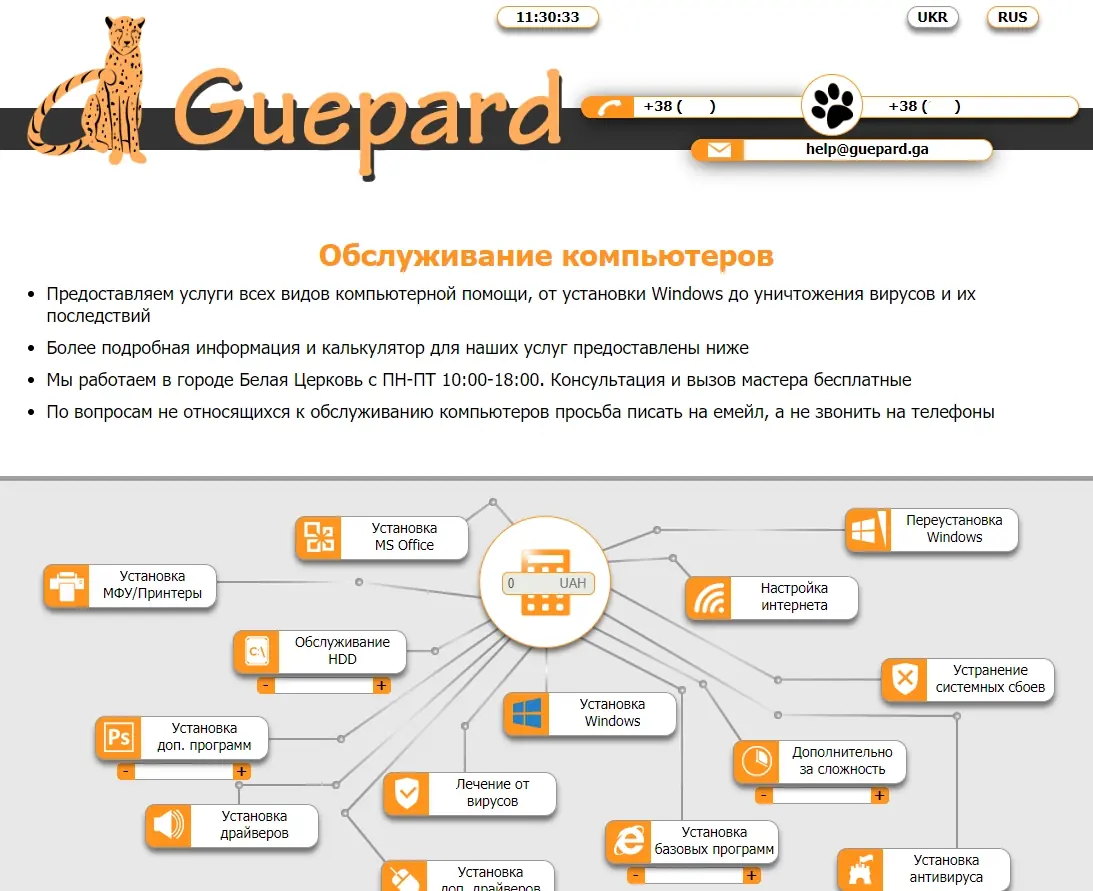 11:30:33
UKR
RUS
Guepard
+38 ( )
+38 ( )
help@guepard.ga
Обслуживание компьютеров
• Предоставляем услуги всех видов компьютерной помощи, от установки Windows до уничтожения вирусов и их
последствий
• Более подробная информация и калькулятор для наших услуг предоставлены ниже
• Мы работаем в городе Белая Церковь с ПН-ПТ 10:00-18:00. Консультация и вызов мастера бесплатные
• По вопросам не относящихся к обслуживанию компьютеров просьба писать на емейл, а не звонить на телефоны
Установка
MS Office
Переустановка
Windows
0 UAH
Установка
МФУ/Принтеры
Настройка
интернета
C:\
Обслуживание
HDD
- +
Устранение
системных сбоев
Установка
Windows
Ps
Установка
доп. программ
- +
Дополнительно
за сложность
- +
Лечение от
вирусов
Установка
драйверов
Установка
базовых программ
- +
Установка
антивируса
Установка
доп. драйверов